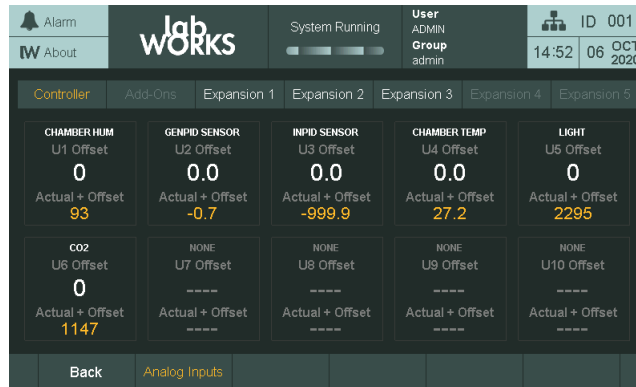 Alarm
About
lab
WORKS
System Running
User
ADMIN
Group
admin
ID 001
14:52
06 OCT 2020
Controller
Add-Ons
Expansion 1
Expansion 2
Expansion 3
Expansion 4
Expansion 5
CHAMBER HUM
U1 Offset
0
Actual + Offset
93
GENPID SENSOR
U2 Offset
0.0
Actual + Offset
-0.7
INPID SENSOR
U3 Offset
0.0
Actual + Offset
-999.9
CHAMBER TEMP
U4 Offset
0.0
Actual + Offset
27.2
LIGHT
U5 Offset
0
Actual + Offset
2295
CO2
U6 Offset
0
Actual + Offset
1147
NONE
U7 Offset
----
Actual + Offset
----
NONE
U8 Offset
----
Actual + Offset
----
NONE
U9 Offset
----
Actual + Offset
----
NONE
U10 Offset
----
Actual + Offset
----
Back
Analog Inputs